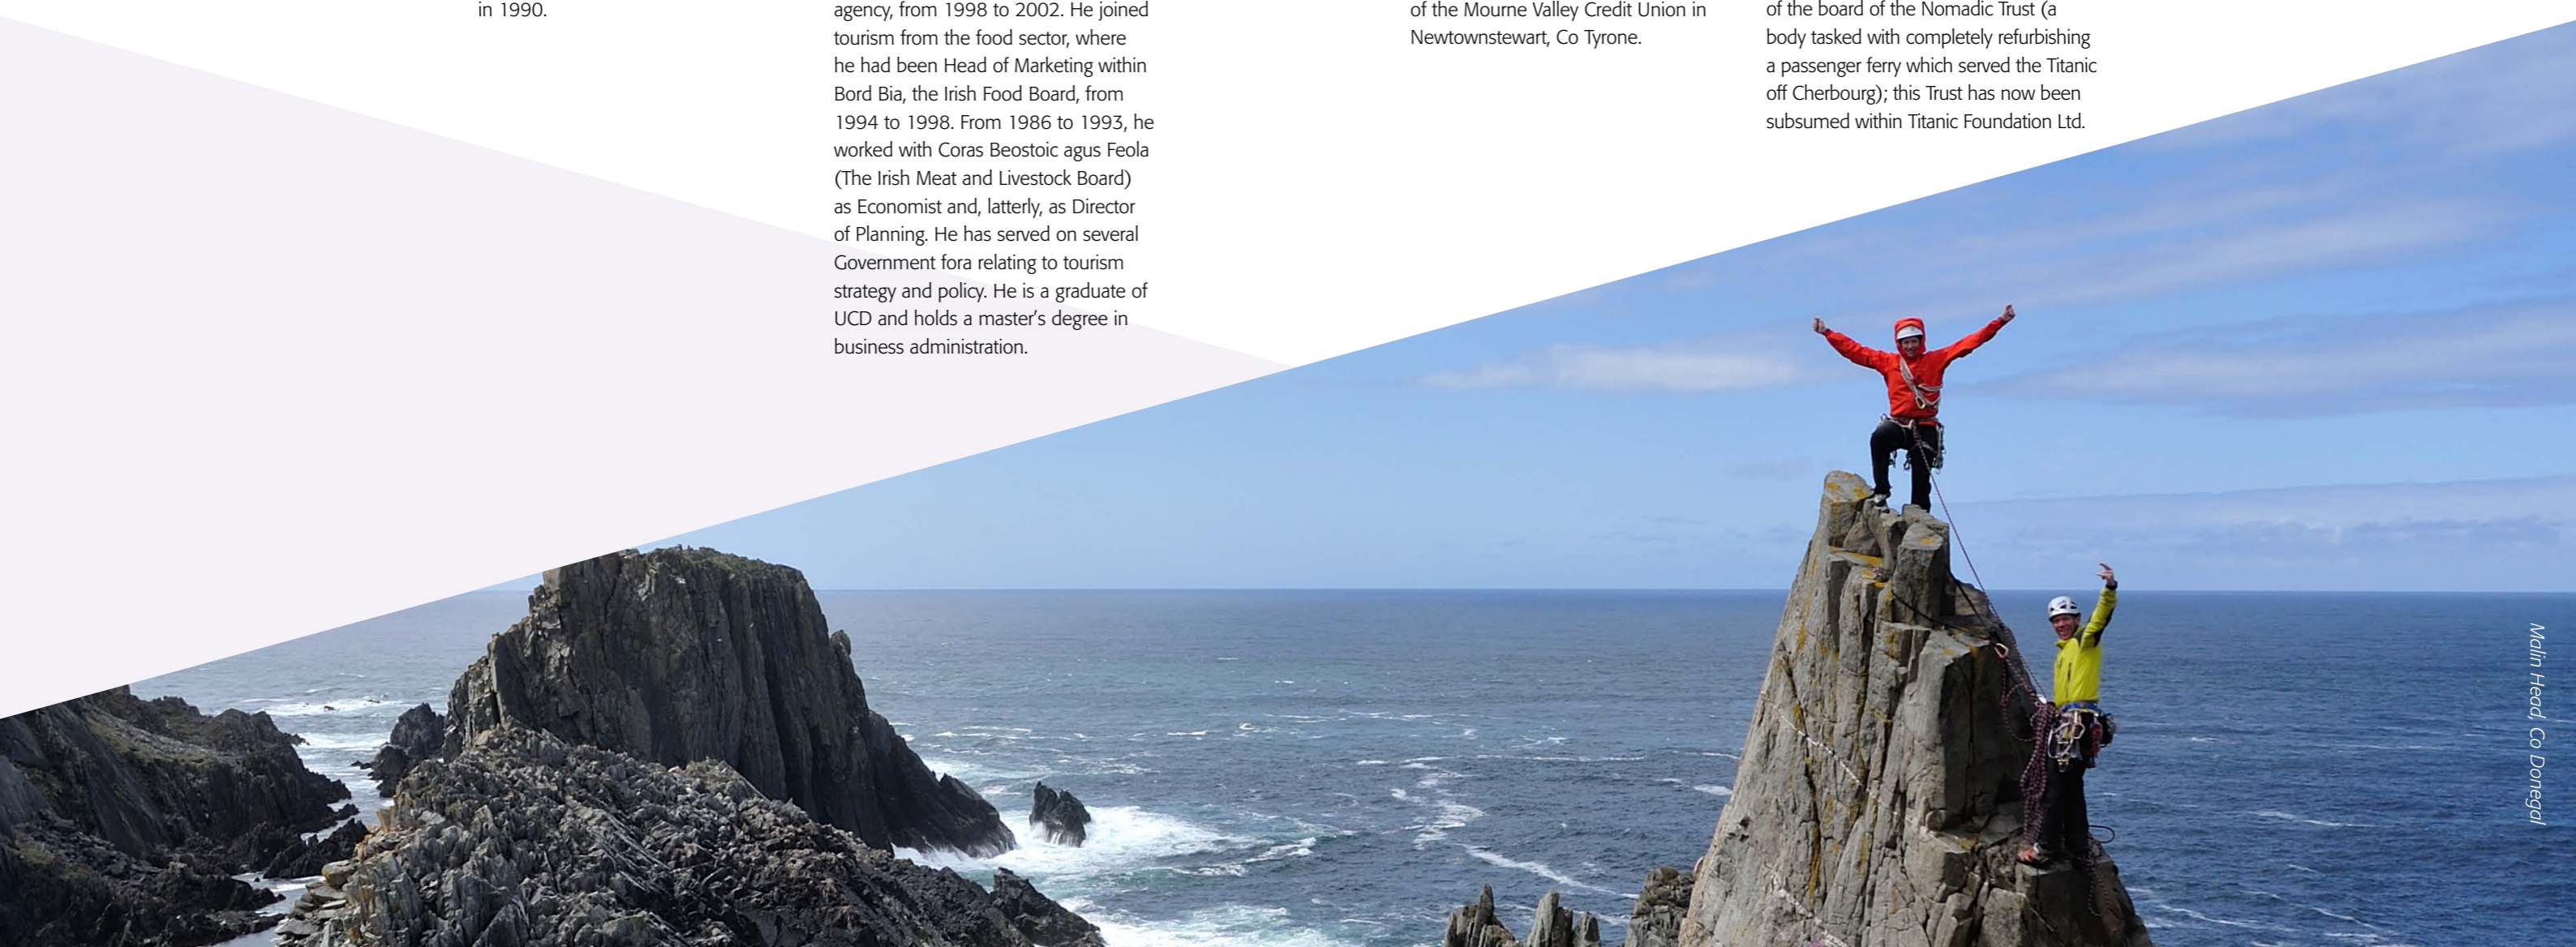 in 1990.
agency, from 1998 to 2002. He joined
tourism from the food sector, where
he had been Head of Marketing within
Bord Bia, the Irish Food Board, from
1994 to 1998. From 1986 to 1993, he
worked with Coras Beostoic agus Feola
(The Irish Meat and Livestock Board)
as Economist and, latterly, as Director
of Planning. He has served on several
Government fora relating to tourism
strategy and policy. He is a graduate of
UCD and holds a master's degree in
business administration.
of the Mourne Valley Credit Union in
Newtownstewart, Co Tyrone.
of the board of the Nomadic Trust (a
body tasked with completely refurbishing
a passenger ferry which served the Titanic
off Cherbourg); this Trust has now been
subsumed within Titanic Foundation Ltd.
Malin Head, Co Donegal